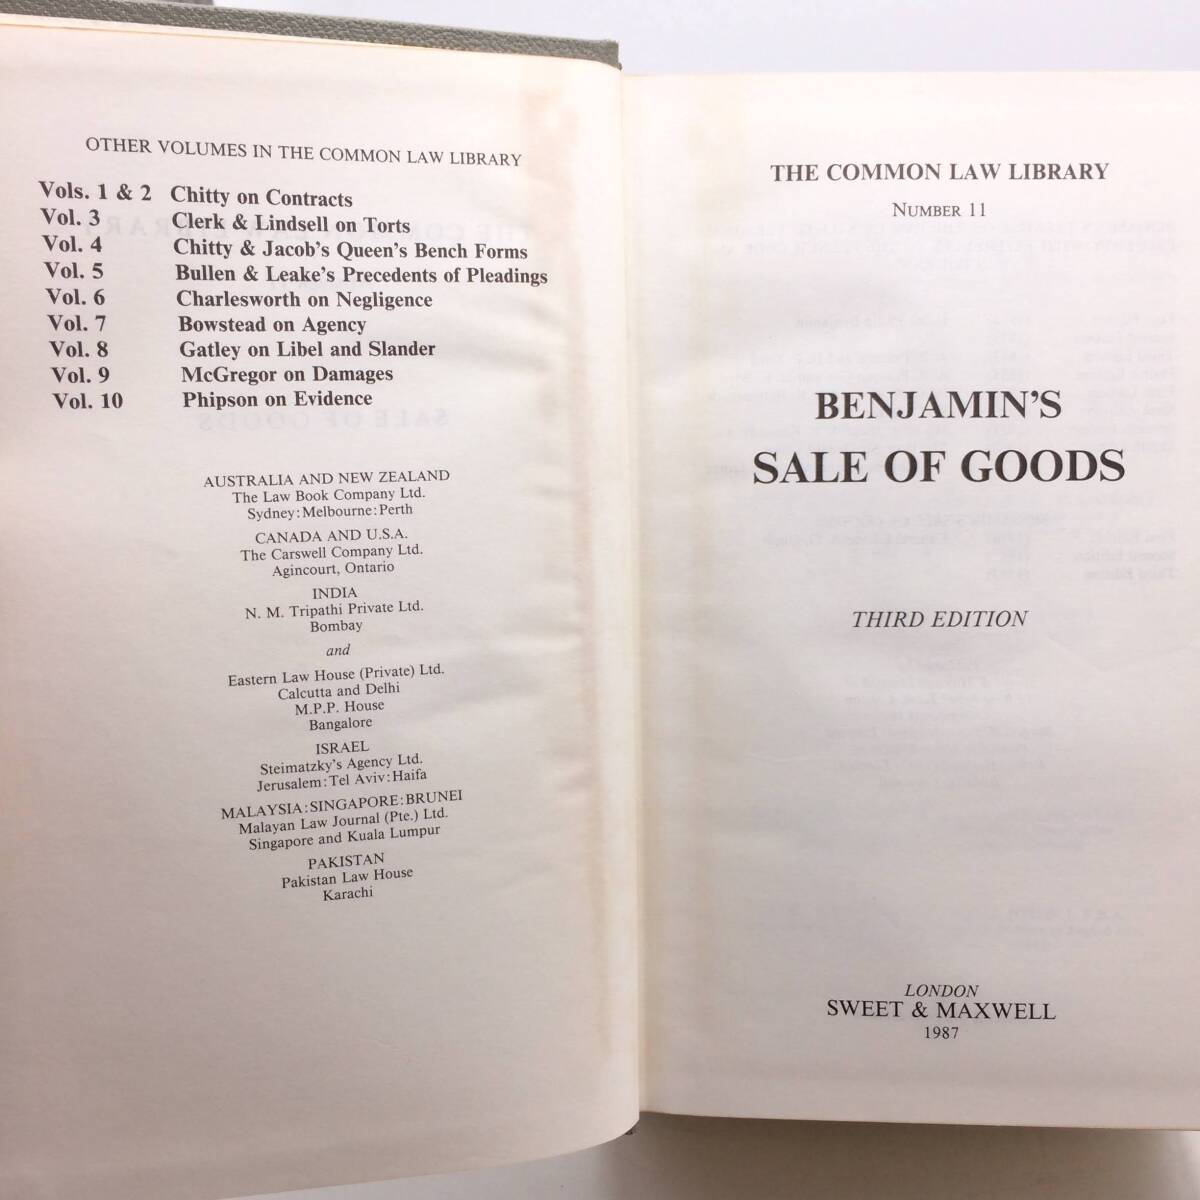 OTHER VOLUMES IN THE COMMON LAW LIBRARY
Vols. 1 & 2 Chitty on Contracts
Vol. 3 Clerk & Lindsell on Torts
Vol. 4 Chitty & Jacob's Queen's Bench Forms
Vol. 5 Bullen & Leake's Precedents of Pleadings
Vol. 6 Charlesworth on Negligence
Vol. 7 Bowstead on Agency
Vol. 8 Gatley on Libel and Slander
Vol. 9 McGregor on Damages
Vol. 10 Phipson on Evidence
AUSTRALIA AND NEW ZEALAND
The Law Book Company Ltd.
Sydney:Melbourne:Perth
CANADA AND U.S.A.
The Carswell Company Ltd.
Agincourt, Ontario
INDIA
N. M. Tripathi Private Ltd.
Bombay
and
Eastern Law House (Private) Ltd.
Calcutta and Delhi
M.P.P. House
Bangalore
ISRAEL
Steimatzky's Agency Ltd.
Jerusalem:Tel Aviv:Haifa
MALAYSIA:SINGAPORE:BRUNEI
Malayan Law Journal (Pte.) Ltd.
Singapore and Kuala Lumpur
PAKISTAN
Pakistan Law House
Karachi
THE COMMON LAW LIBRARY
NUMBER 11
BENJAMIN'S
SALE OF GOODS
THIRD EDITION
LONDON
SWEET & MAXWELL
1987